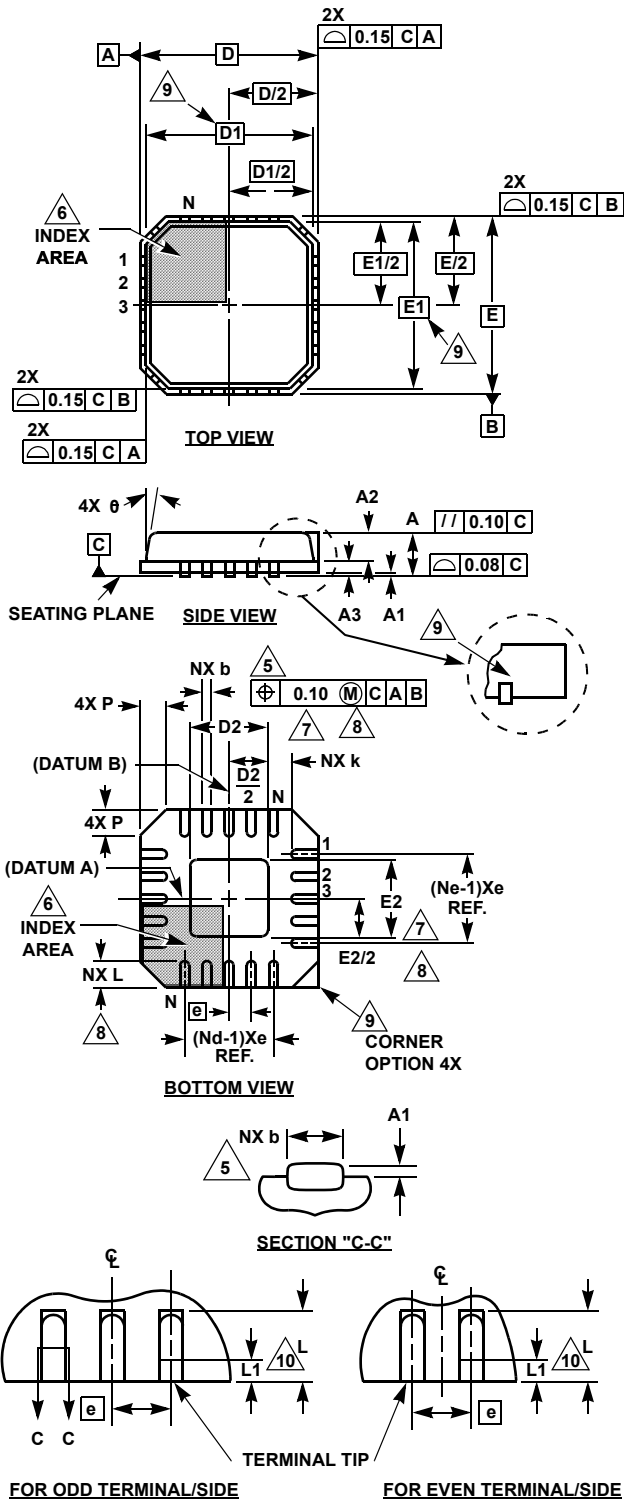 2X
⌓ 0.15 C A
A
D
D/2
9
D1
D1/2
2X
⌓ 0.15 C B
6
INDEX
AREA
N
1
2
3
E1/2
E/2
E1
E
9
2X
⌓ 0.15 C B
B
2X
⌓ 0.15 C A
TOP VIEW
4X θ
A2
A
// 0.10 C
C
⌓ 0.08 C
SEATING PLANE
SIDE VIEW
A3
A1
9
NX b
5
⌖ 0.10 Ⓜ C A B
4X P
D2
7
8
(DATUM B)
D2
2
N
NX k
4X P
1
2
3
(DATUM A)
E2
(Ne-1)Xe
REF.
6
INDEX
AREA
7
E2/2
8
NX L
N
e
8
(Nd-1)Xe
REF.
9
CORNER
OPTION 4X
BOTTOM VIEW
A1
NX b
5
SECTION "C-C"
℄
℄
L
10
L1
L
10
L1
e
e
C C
TERMINAL TIP
FOR ODD TERMINAL/SIDE
FOR EVEN TERMINAL/SIDE